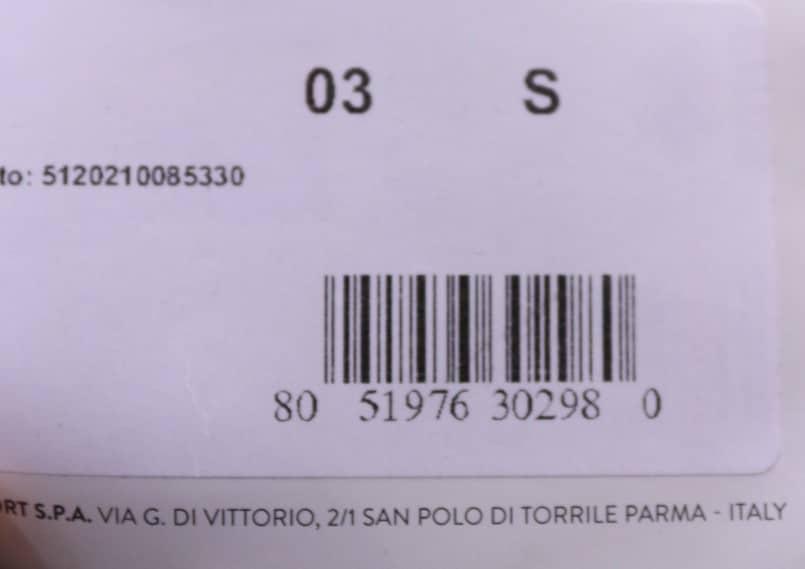 03 S
to: 5120210085330
80 51976 30298 0
RT S.P.A. VIA G. DI VITTORIO, 2/1 SAN POLO DI TORRILE PARMA - ITALY